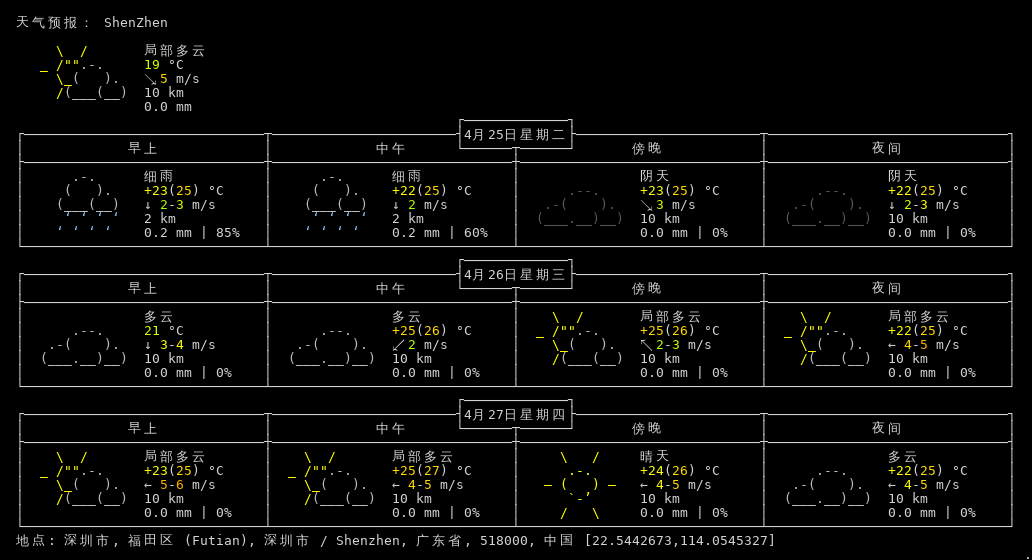 天气预报: ShenZhen
局部多云
19 °C
↘ 5 m/s
10 km
0.0 mm
4月25日星期二
早上 中午 傍晚 夜间
细雨 细雨 阴天 阴天
+23(25) °C +22(25) °C +23(25) °C +22(25) °C
↓ 2-3 m/s ↓ 2 m/s ↘ 3 m/s ↓ 2-3 m/s
2 km 2 km 10 km 10 km
0.2 mm | 85% 0.2 mm | 60% 0.0 mm | 0% 0.0 mm | 0%
4月26日星期三
早上 中午 傍晚 夜间
多云 多云 局部多云 局部多云
21 °C +25(26) °C +25(26) °C +22(25) °C
↓ 3-4 m/s ↙ 2 m/s ↖ 2-3 m/s ← 4-5 m/s
10 km 10 km 10 km 10 km
0.0 mm | 0% 0.0 mm | 0% 0.0 mm | 0% 0.0 mm | 0%
4月27日星期四
早上 中午 傍晚 夜间
局部多云 局部多云 晴天 多云
+23(25) °C +25(27) °C +24(26) °C +22(25) °C
← 5-6 m/s ← 4-5 m/s ← 4-5 m/s ← 4-5 m/s
10 km 10 km 10 km 10 km
0.0 mm | 0% 0.0 mm | 0% 0.0 mm | 0% 0.0 mm | 0%
地点: 深圳市, 福田区 (Futian), 深圳市 / Shenzhen, 广东省, 518000, 中国 [22.5442673,114.0545327]